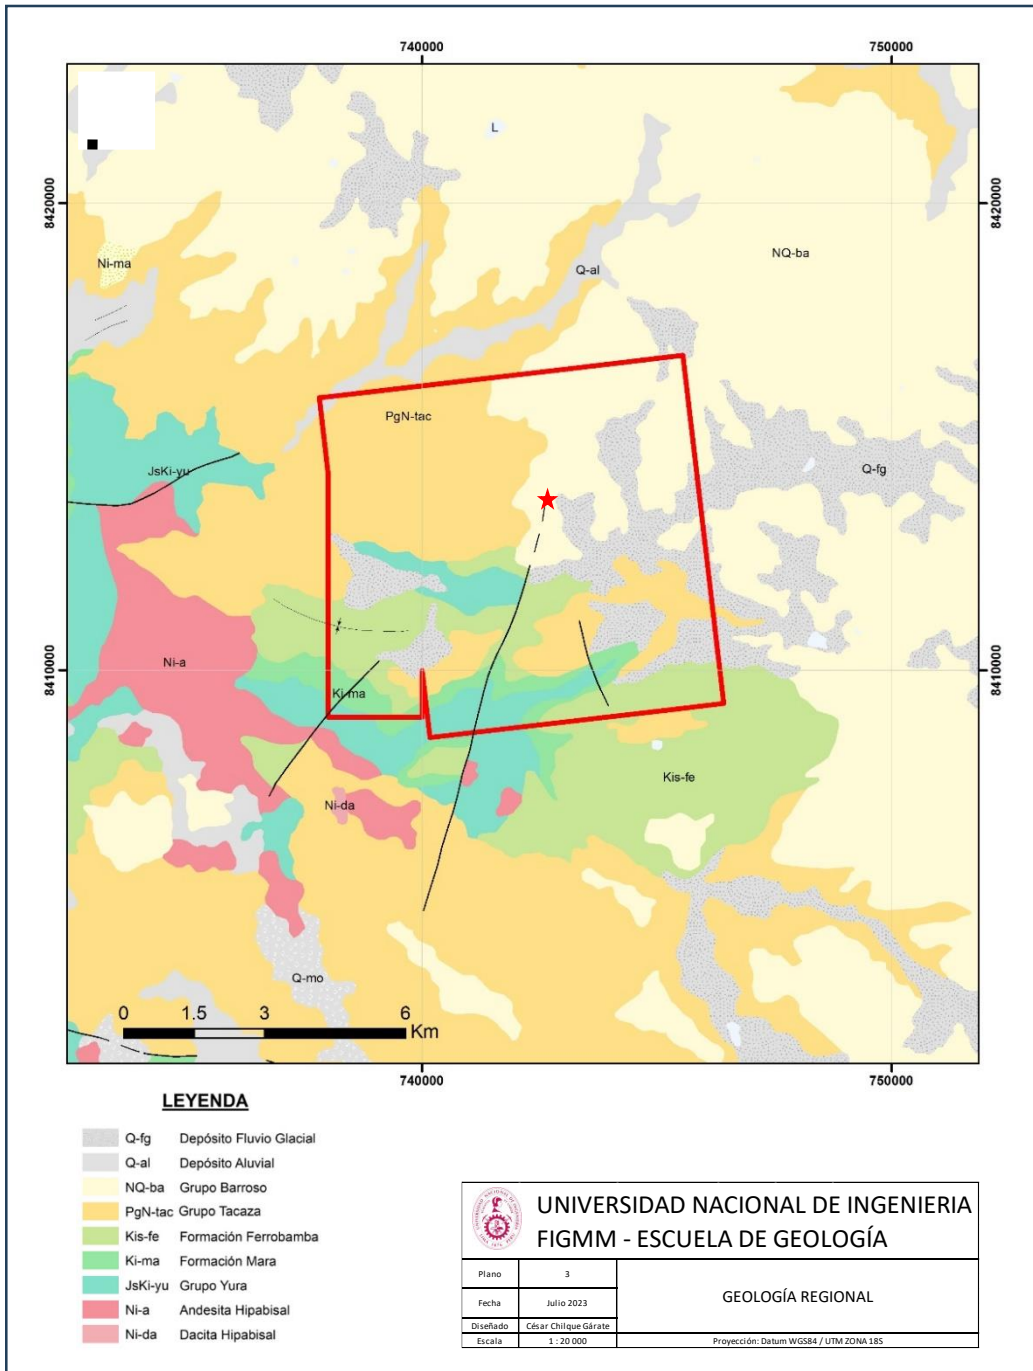 740000 750000
8420000 8420000
L
NQ-ba
Ni-ma
Q-al
PgN-tac
JsKi-yu
Q-fg
Ni-a
8410000 8410000
Ki-ma
Kis-fe
Ni-da
Q-mo
0 1.5 3 6
Km
740000 750000
LEYENDA
Q-fg Depósito Fluvio Glacial
Q-al Depósito Aluvial
NQ-ba Grupo Barroso
PgN-tac Grupo Tacaza
Kis-fe Formación Ferrobamba
Ki-ma Formación Mara
JsKi-yu Grupo Yura
Ni-a Andesita Hipabisal
Ni-da Dacita Hipabisal
UNIVERSIDAD NACIONAL DE INGENIERIA
FIGMM - ESCUELA DE GEOLOGÍA
Plano 3
GEOLOGÍA REGIONAL
Fecha Julio 2023
Diseñado César Chilque Gárate
Escala 1 : 20 000 Proyección: Datum WGS84 / UTM ZONA 18S